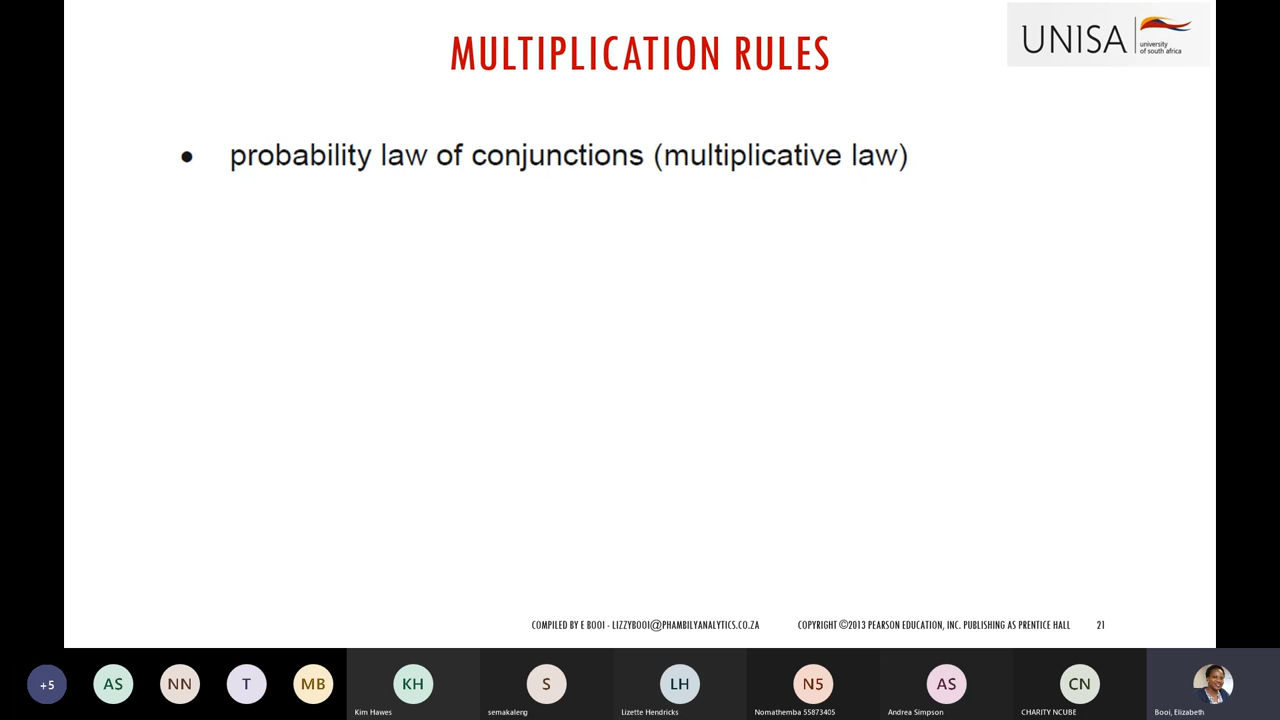 MULTIPLICATION RULES
UNISA
university
of south africa
• probability law of conjunctions (multiplicative law)
COMPILED BY E BOOI - LIZZYBOOI@PHAMBILYANALYTICS.CO.ZA
COPYRIGHT ©2013 PEARSON EDUCATION, INC. PUBLISHING AS PRENTICE HALL
21
+5
AS
NN
T
MB
KH
S
LH
N5
AS
CN
Kim Hawes
semakaleng
Lizette Hendricks
Nomathemba 55873405
Andrea Simpson
CHARITY NCUBE
Booi, Elizabeth